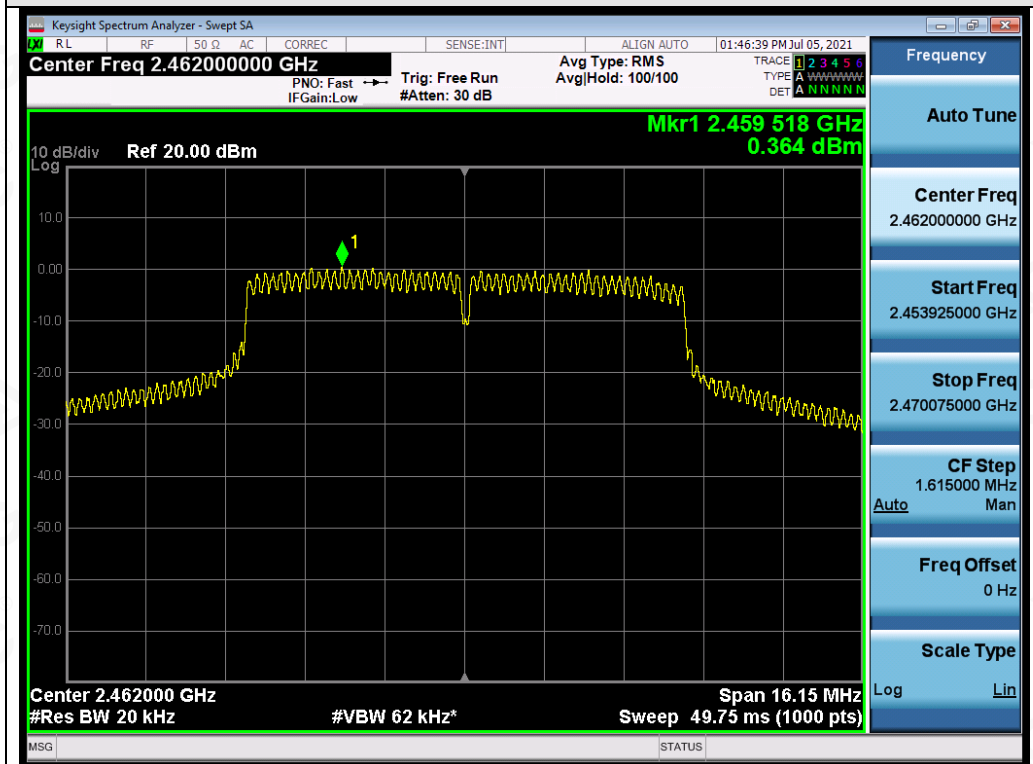 Keysight Spectrum Analyzer - Swept SA
LXI RL RF 50 Ω AC CORREC SENSE:INT ALIGN AUTO 01:46:39 PM Jul 05, 2021
Center Freq 2.462000000 GHz
PNO: Fast
IFGain:Low
Trig: Free Run
#Atten: 30 dB
Avg Type: RMS
Avg|Hold: 100/100
TRACE 1 2 3 4 5 6
TYPE A WWWWW
DET A N N N N N
Mkr1 2.459 518 GHz
0.364 dBm
10 dB/div Ref 20.00 dBm
Log
10.0
0.00
-10.0
-20.0
-30.0
-40.0
-50.0
-60.0
-70.0
1
Center 2.462000 GHz Span 16.15 MHz
#Res BW 20 kHz #VBW 62 kHz* Sweep 49.75 ms (1000 pts)
MSG STATUS
Frequency
Auto Tune
Center Freq
2.462000000 GHz
Start Freq
2.453925000 GHz
Stop Freq
2.470075000 GHz
CF Step
1.615000 MHz
Auto Man
Freq Offset
0 Hz
Scale Type
Log Lin